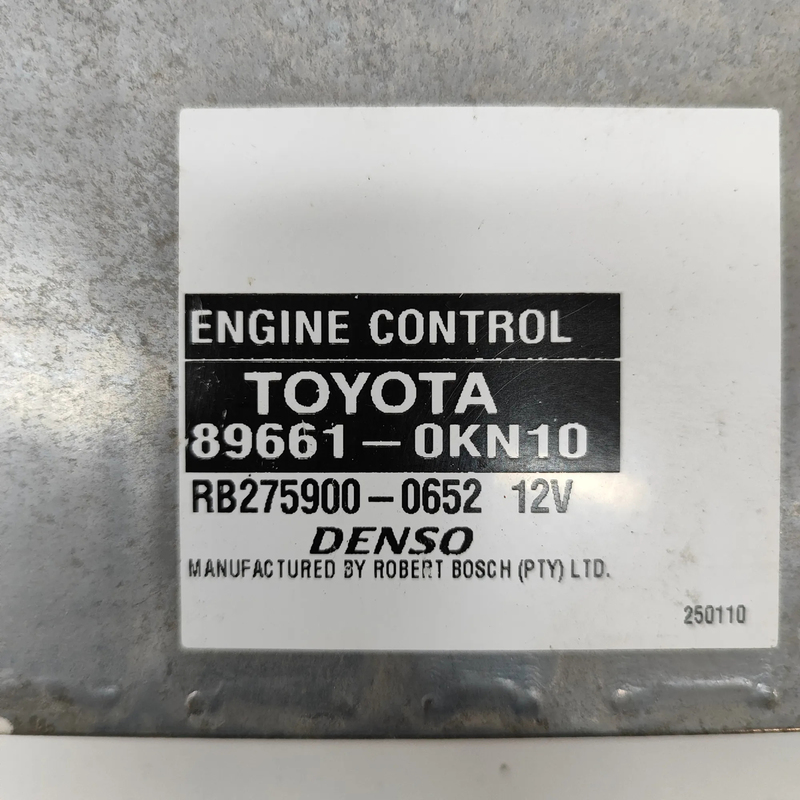 ENGINE CONTROL
TOYOTA
89661-0KN10
RB275900-0652 12V
DENSO
MANUFACTURED BY ROBERT BOSCH (PTY) LTD.
250110